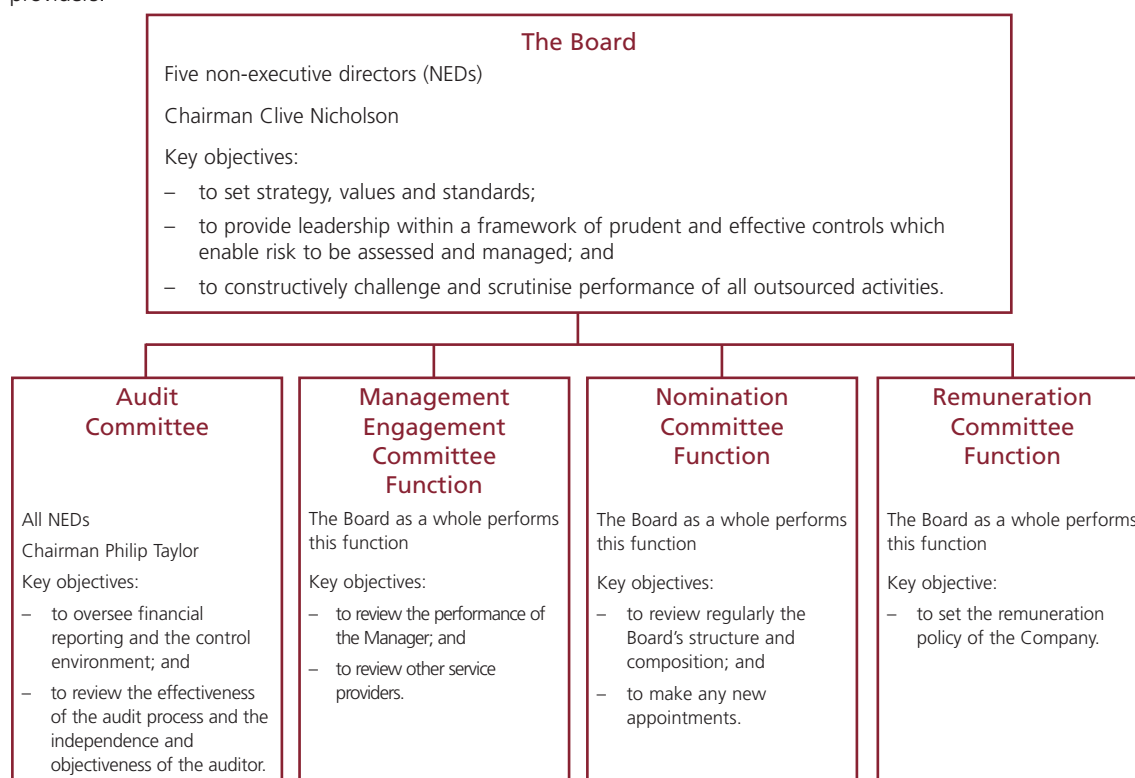 providers.
The Board
Five non-executive directors (NEDs)
Chairman Clive Nicholson
Key objectives:
– to set strategy, values and standards;
– to provide leadership within a framework of prudent and effective controls which
enable risk to be assessed and managed; and
– to constructively challenge and scrutinise performance of all outsourced activities.
Audit
Committee
All NEDs
Chairman Philip Taylor
Key objectives:
– to oversee financial
reporting and the control
environment; and
– to review the effectiveness
of the audit process and the
independence and
objectiveness of the auditor.
Management
Engagement
Committee
Function
The Board as a whole performs
this function
Key objectives:
– to review the performance of
the Manager; and
– to review other service
providers.
Nomination
Committee
Function
The Board as a whole performs
this function
Key objectives:
– to review regularly the
Board's structure and
composition; and
– to make any new
appointments.
Remuneration
Committee
Function
The Board as a whole performs
this function
Key objective:
– to set the remuneration
policy of the Company.